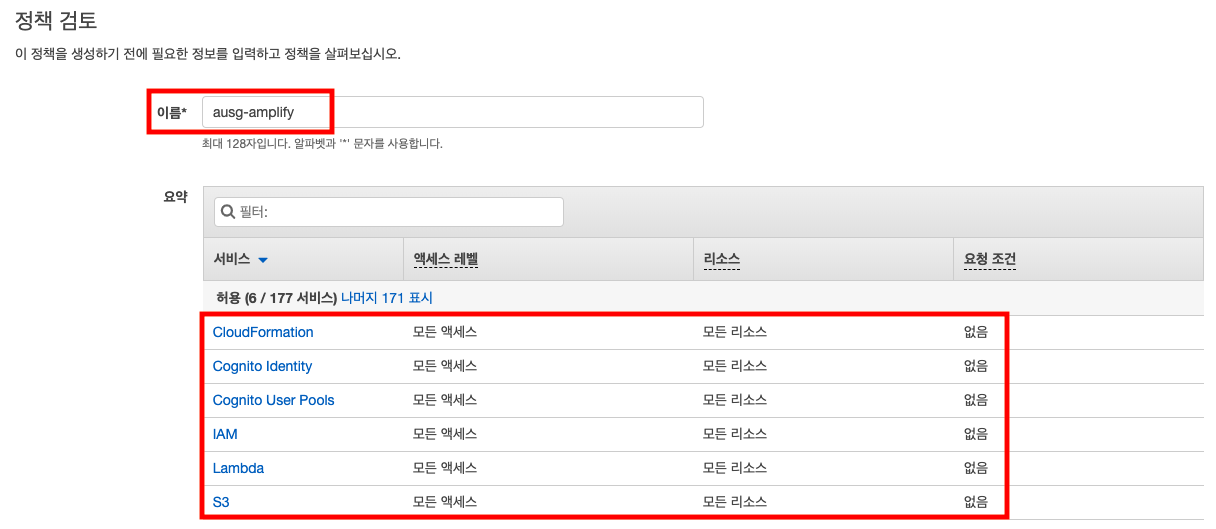 정책 검토
이 정책을 생성하기 전에 필요한 정보를 입력하고 정책을 살펴보십시오.
이름* ausg-amplify
최대 128자입니다. 알파벳과 '*' 문자를 사용합니다.
요약
필터:
서비스 액세스 레벨 리소스 요청 조건
허용 (6 / 177 서비스) 나머지 171 표시
CloudFormation 모든 액세스 모든 리소스 없음
Cognito Identity 모든 액세스 모든 리소스 없음
Cognito User Pools 모든 액세스 모든 리소스 없음
IAM 모든 액세스 모든 리소스 없음
Lambda 모든 액세스 모든 리소스 없음
S3 모든 액세스 모든 리소스 없음